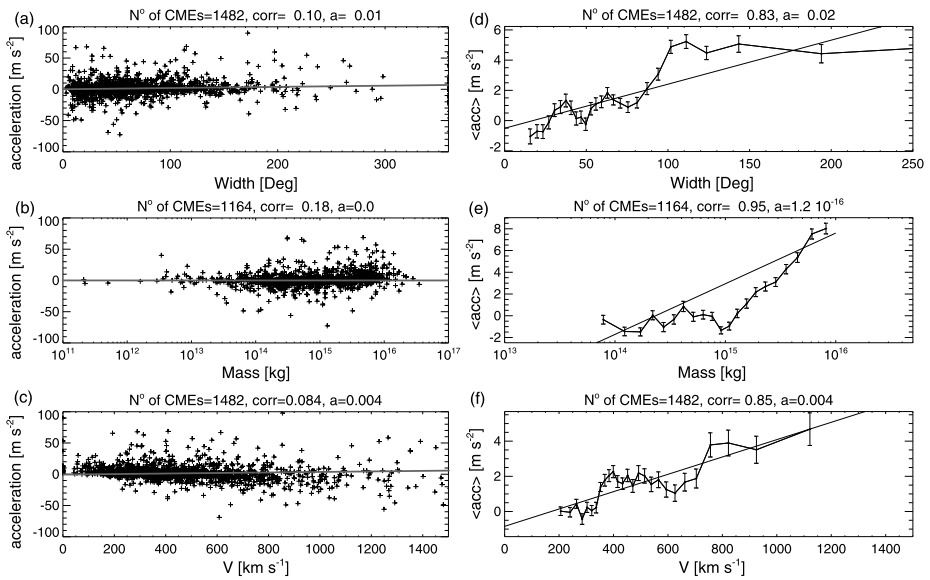 (a) N° of CMEs=1482, corr= 0.10, a= 0.01
100
50
0
-50
-100
acceleration [m s⁻²]
0 100 200 300
Width [Deg]
(d) N° of CMEs=1482, corr= 0.83, a= 0.02
6
4
2
0
-2
<acc> [m s⁻²]
0 50 100 150 200 250
Width [Deg]
(b) N° of CMEs=1164, corr= 0.18, a=0.0
100
50
0
-50
-100
acceleration [m s⁻²]
10¹¹ 10¹² 10¹³ 10¹⁴ 10¹⁵ 10¹⁶ 10¹⁷
Mass [kg]
(e) N° of CMEs=1164, corr= 0.95, a=1.2 10⁻¹⁶
8
6
4
2
0
-2
<acc> [m s⁻²]
10¹³ 10¹⁴ 10¹⁵ 10¹⁶
Mass [kg]
(c) N° of CMEs=1482, corr=0.084, a=0.004
100
50
0
-50
-100
acceleration [m s⁻²]
0 200 400 600 800 1000 1200 1400
V [km s⁻¹]
(f) N° of CMEs=1482, corr= 0.85, a=0.004
4
2
0
<acc> [m s⁻²]
0 200 400 600 800 1000 1200 1400
V [km s⁻¹]